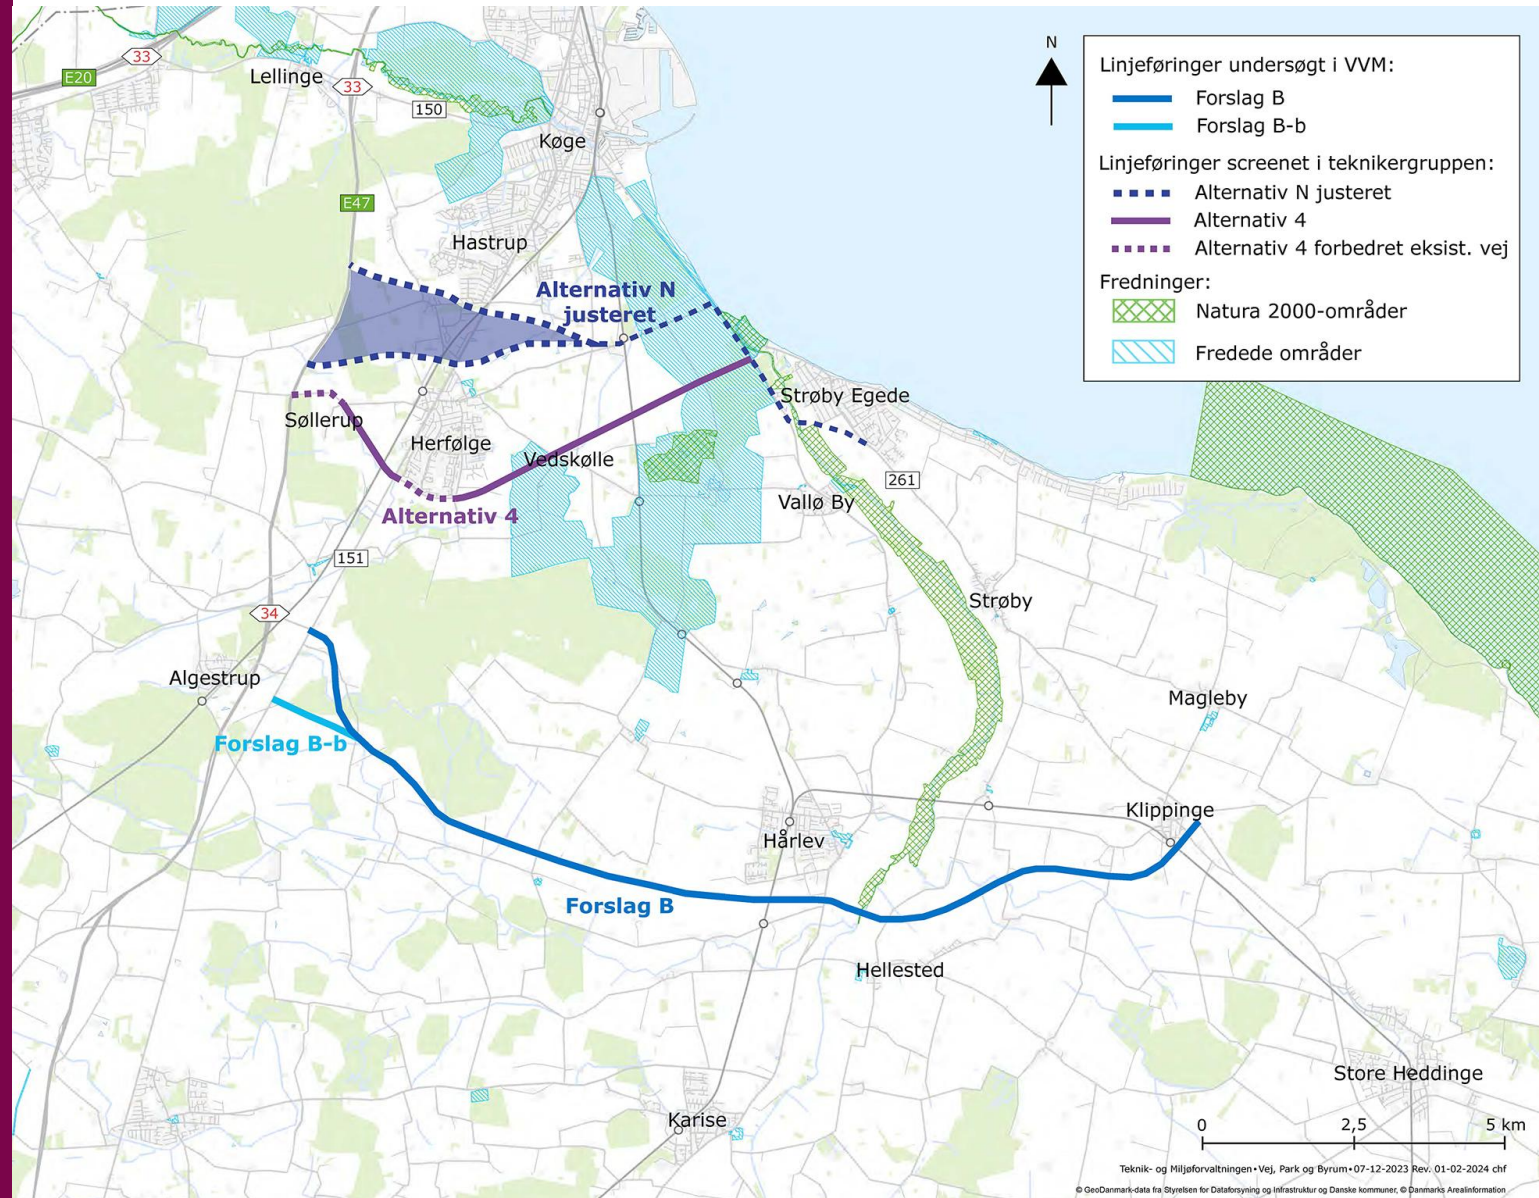 33
E20
Lellinge
33
150
Køge
E47
Hastrup
Alternativ N
justeret
Strøby Egede
Søllerup
Herfølge
Vedskølle
261
Vallø By
Alternativ 4
151
34
Strøby
Algestrup
Magleby
Forslag B-b
Klippinge
Hårlev
Forslag B
Hellested
Store Heddinge
Karise
N
Linjeføringer undersøgt i VVM:
Forslag B
Forslag B-b
Linjeføringer screenet i teknikergruppen:
Alternativ N justeret
Alternativ 4
Alternativ 4 forbedret eksist. vej
Fredninger:
Natura 2000-områder
Fredede områder
0 2,5 5 km
Teknik- og Miljøforvaltningen•Vej, Park og Byrum•07-12-2023 Rev. 01-02-2024 chf
© GeoDanmark-data fra Styrelsen for Dataforsyning og Infrastruktur og Danske kommuner, © Danmarks Arealinformation